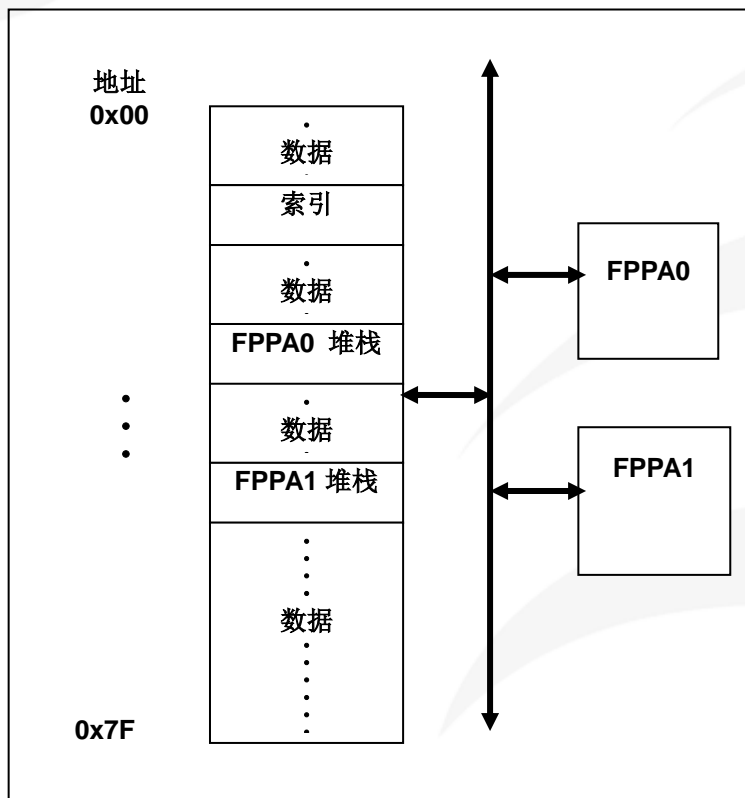 地址
0x00
数据
索引
数据
FPPA0 堆栈
数据
FPPA1 堆栈
数据
0x7F
FPPA0
FPPA1